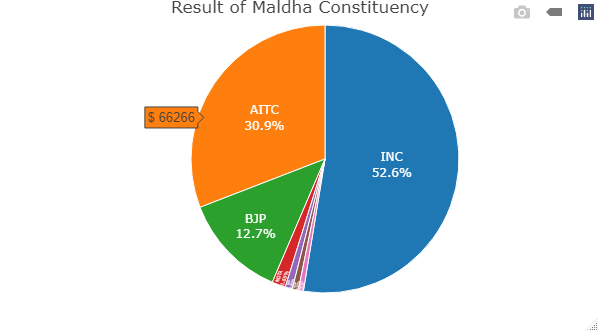 Result of Maldha Constituency
$ 66266
AITC
30.9%
INC
52.6%
BJP
12.7%